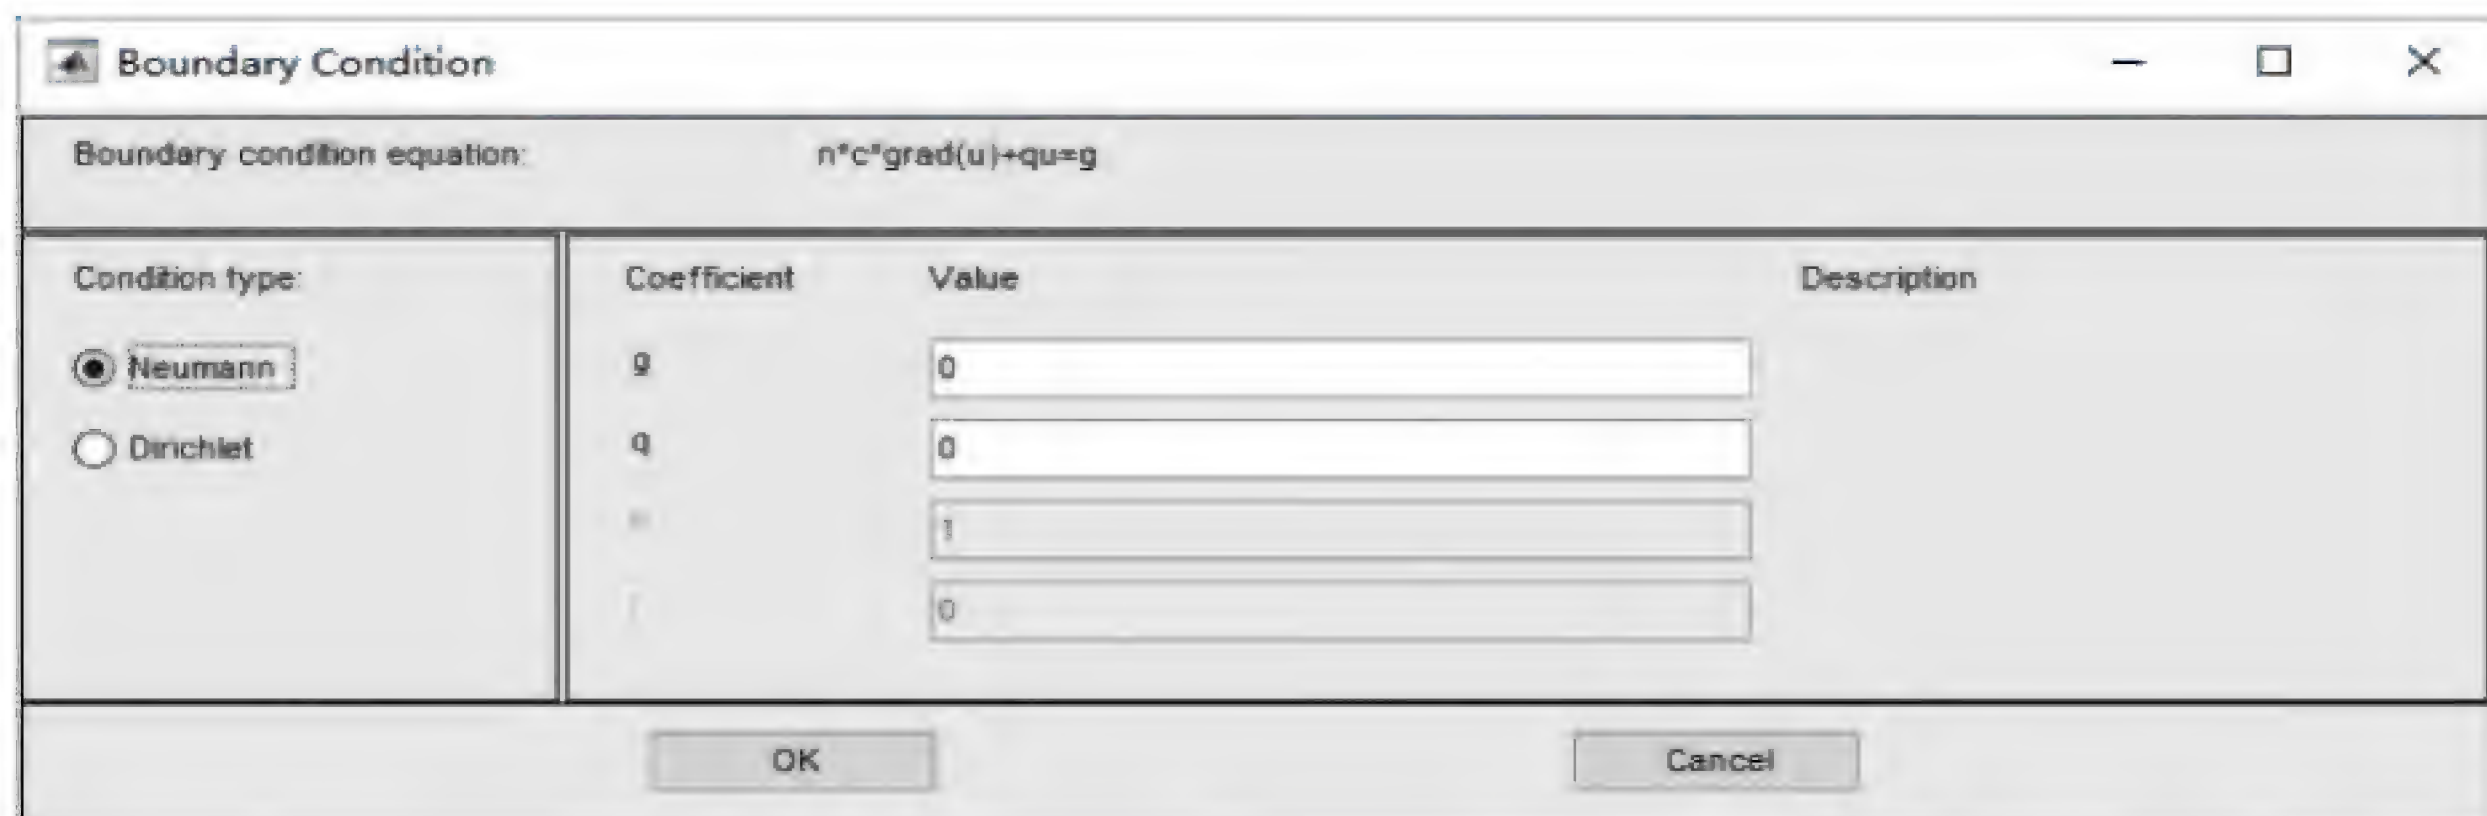 Boundary Condition
Boundary condition equation: n*c*grad(u)+qu=g
Condition type: Coefficient Value Description
Neumann g 0
Dirichlet q 0
1
0
OK Cancel